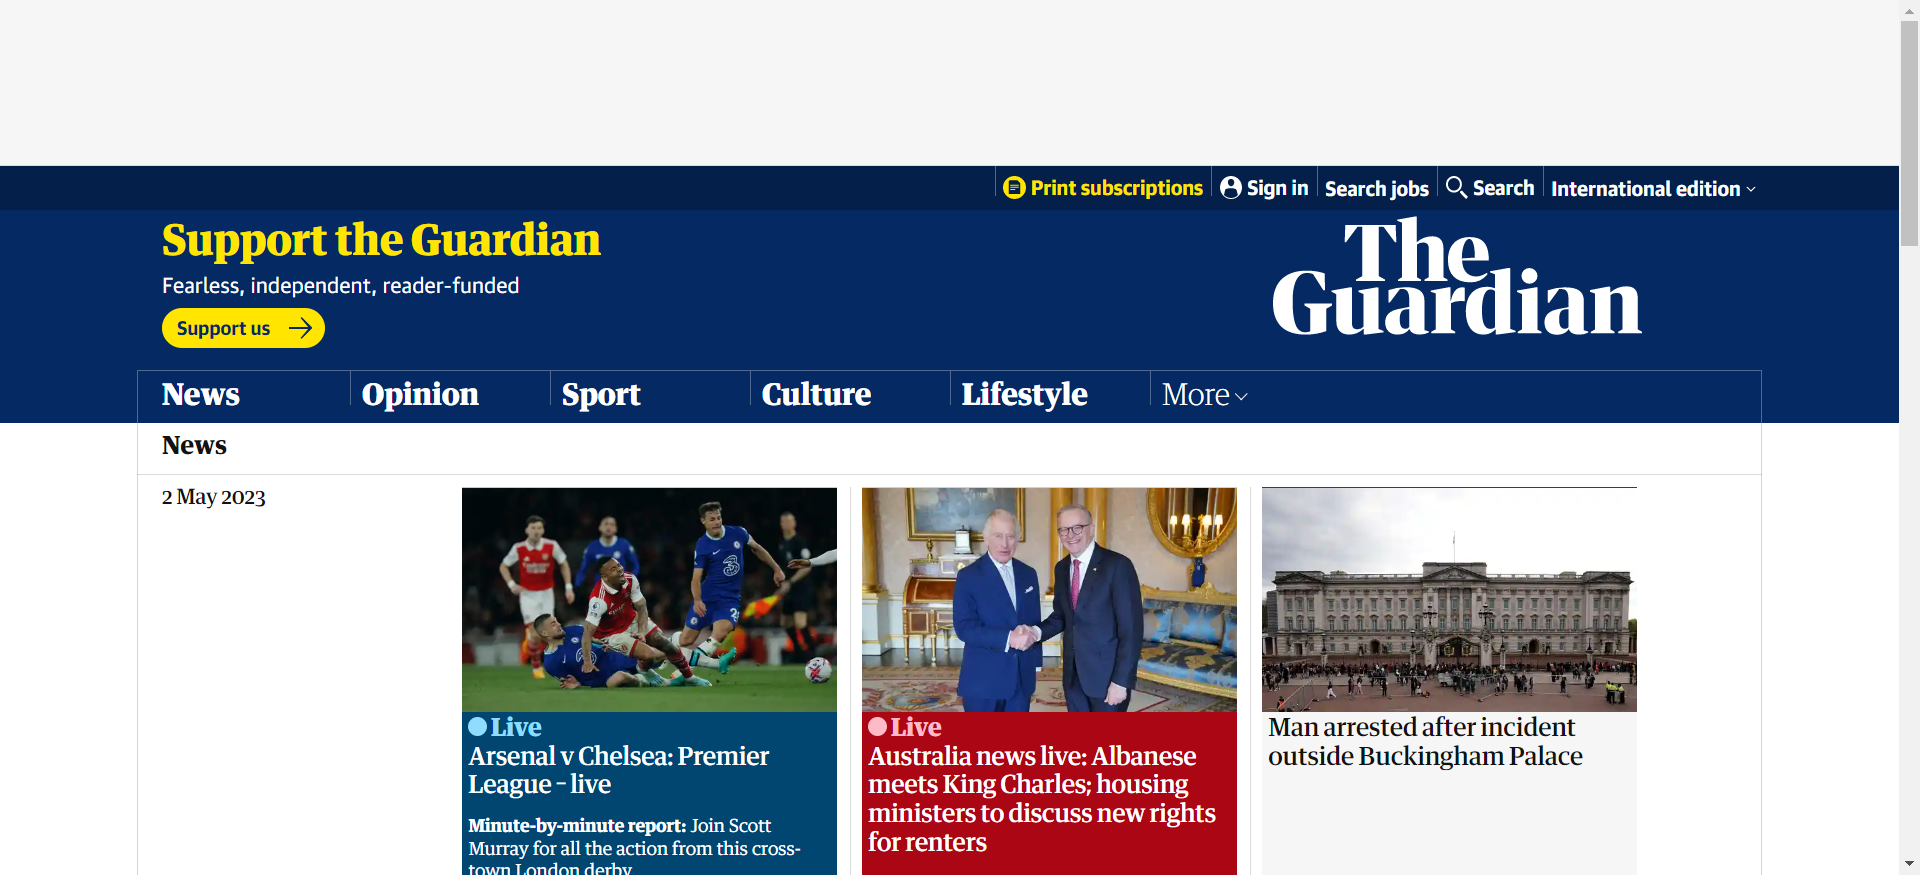 Print subscriptions
Sign in
Search jobs
Search
International edition
Support the Guardian
Fearless, independent, reader-funded
Support us
The
Guardian
News
Opinion
Sport
Culture
Lifestyle
More
News
2 May 2023
Live
Arsenal v Chelsea: Premier
League – live
Minute-by-minute report: Join Scott
Murray for all the action from this cross-
town London derby
Live
Australia news live: Albanese
meets King Charles; housing
ministers to discuss new rights
for renters
Man arrested after incident
outside Buckingham Palace